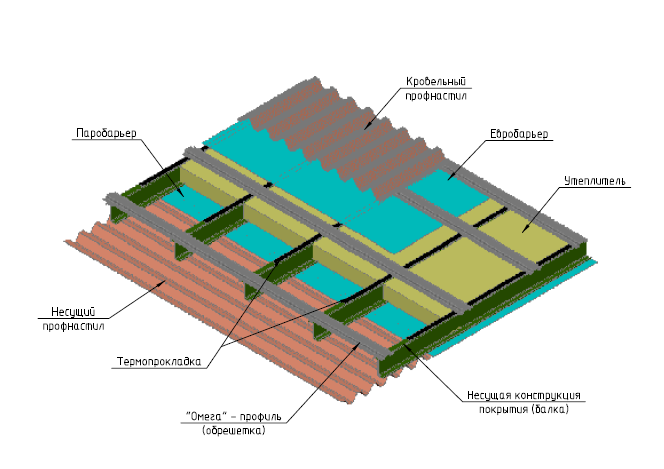 Кровельный
профнастил
Паробарьер
Евробарьер
Утеплитель
Несущий
профнастил
Термопрокладка
Несущая конструкция
покрытия (балка)
"Омега" - профиль
(обрешетка)